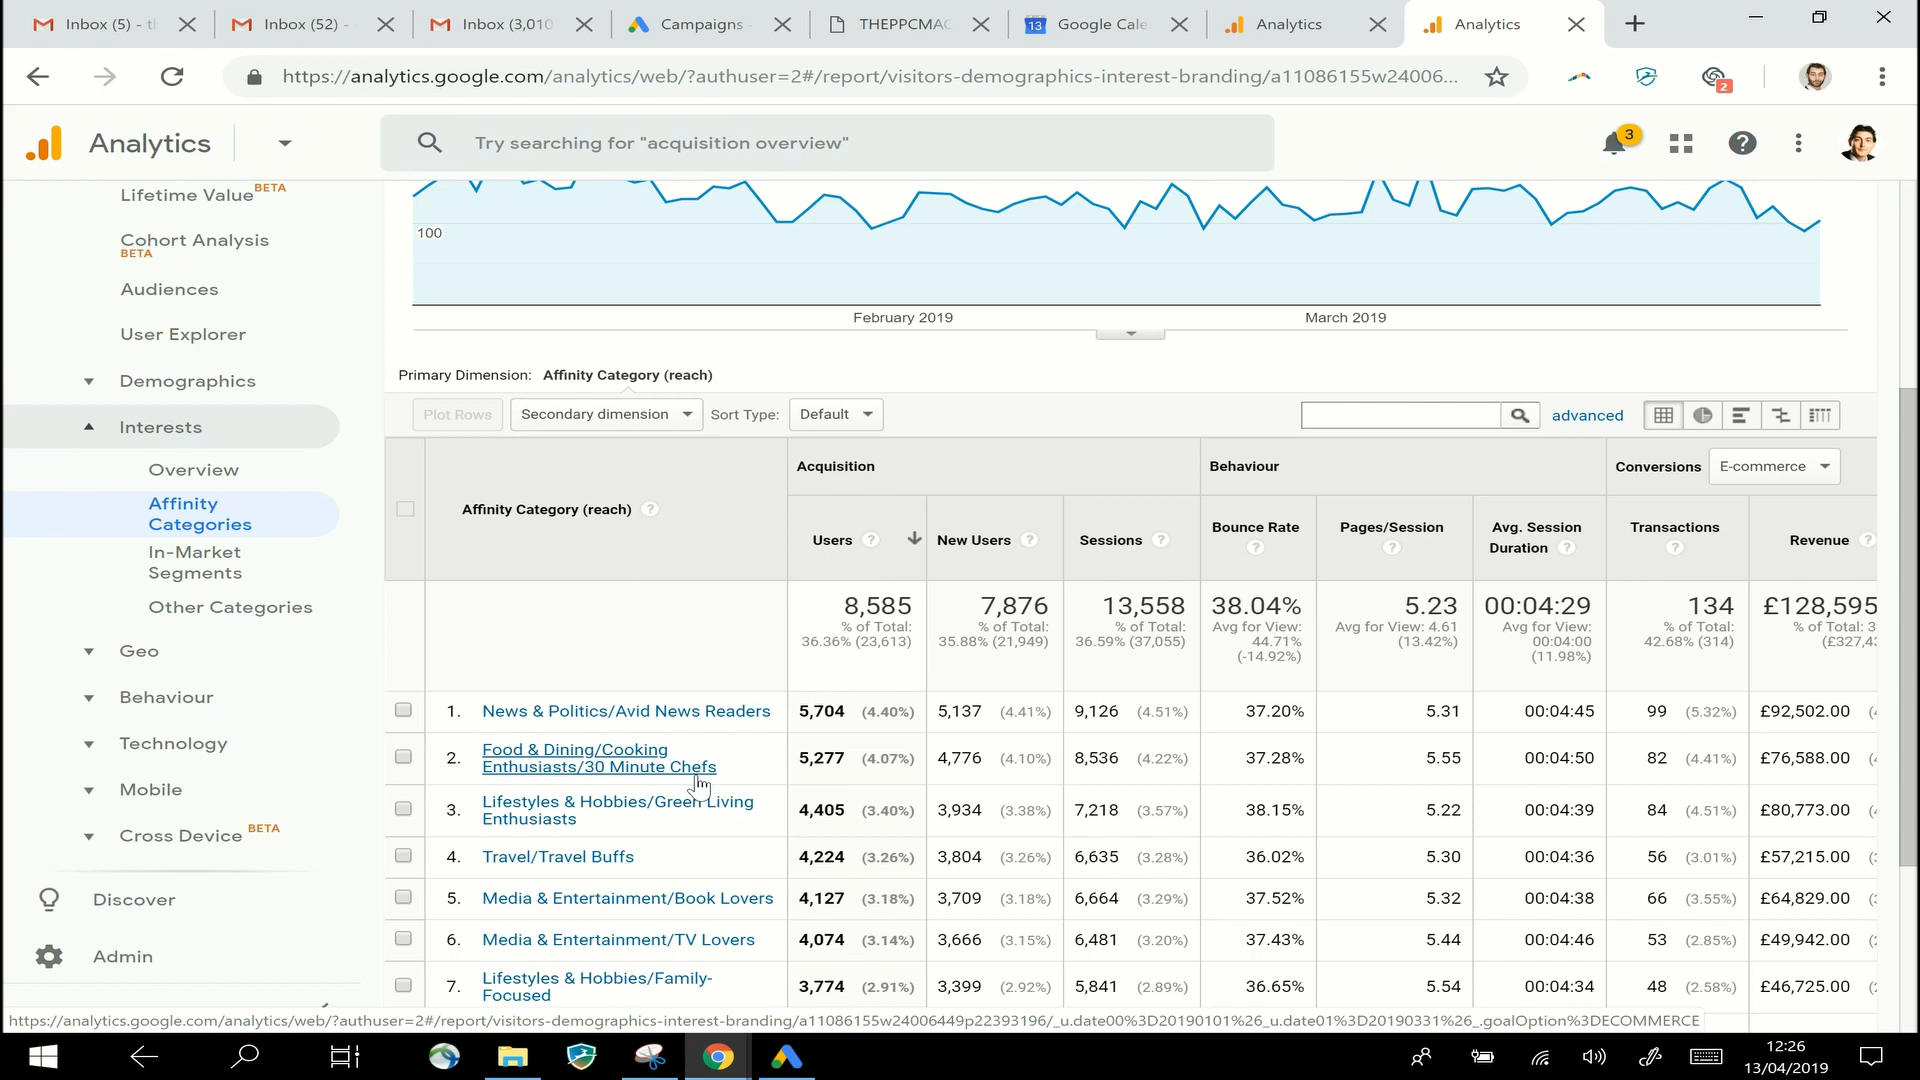 Inbox (5) - th
Inbox (52) -
Inbox (3,010
Campaigns
THEPPCMAC
13
Google Cale
Analytics
Analytics
https://analytics.google.com/analytics/web/?authuser=2#/report/visitors-demographics-interest-branding/a11086155w24006...
2
Analytics
Try searching for "acquisition overview"
3
Lifetime Value BETA
Cohort Analysis
BETA
Audiences
User Explorer
Demographics
Interests
Overview
Affinity
Categories
In-Market
Segments
Other Categories
Geo
Behaviour
Technology
Mobile
Cross Device BETA
Discover
Admin
100
February 2019
March 2019
Primary Dimension: Affinity Category (reach)
Plot Rows
Secondary dimension
Sort Type:
Default
advanced
Affinity Category (reach)
Acquisition
Behaviour
Conversions
E-commerce
Users
New Users
Sessions
Bounce Rate
Pages/Session
Avg. Session
Duration
Transactions
Revenue
8,585
% of Total:
36.36% (23,613)
7,876
% of Total:
35.88% (21,949)
13,558
% of Total:
36.59% (37,055)
38.04%
Avg for View:
44.71%
(-14.92%)
5.23
Avg for View: 4.61
(13.42%)
00:04:29
Avg for View:
00:04:00
(11.98%)
134
% of Total:
42.68% (314)
£128,595
% of Total: 3
(£327,43
1. News & Politics/Avid News Readers 5,704 (4.40%) 5,137 (4.41%) 9,126 (4.51%) 37.20% 5.31 00:04:45 99 (5.32%) £92,502.00
2. Food & Dining/Cooking
Enthusiasts/30 Minute Chefs 5,277 (4.07%) 4,776 (4.10%) 8,536 (4.22%) 37.28% 5.55 00:04:50 82 (4.41%) £76,588.00
3. Lifestyles & Hobbies/Green Living
Enthusiasts 4,405 (3.40%) 3,934 (3.38%) 7,218 (3.57%) 38.15% 5.22 00:04:39 84 (4.51%) £80,773.00
4. Travel/Travel Buffs 4,224 (3.26%) 3,804 (3.26%) 6,635 (3.28%) 36.02% 5.30 00:04:36 56 (3.01%) £57,215.00
5. Media & Entertainment/Book Lovers 4,127 (3.18%) 3,709 (3.18%) 6,664 (3.29%) 37.52% 5.32 00:04:38 66 (3.55%) £64,829.00
6. Media & Entertainment/TV Lovers 4,074 (3.14%) 3,666 (3.15%) 6,481 (3.20%) 37.43% 5.44 00:04:46 53 (2.85%) £49,942.00
7. Lifestyles & Hobbies/Family-
Focused 3,774 (2.91%) 3,399 (2.92%) 5,841 (2.89%) 36.65% 5.54 00:04:34 48 (2.58%) £46,725.00
https://analytics.google.com/analytics/web/?authuser=2#/report/visitors-demographics-interest-branding/a11086155w24006449p22393196/_u.date00%3D20190101%26_u.date01%3D20190331%26_.goalOption%3DECOMMERCE
12:26
13/04/2019